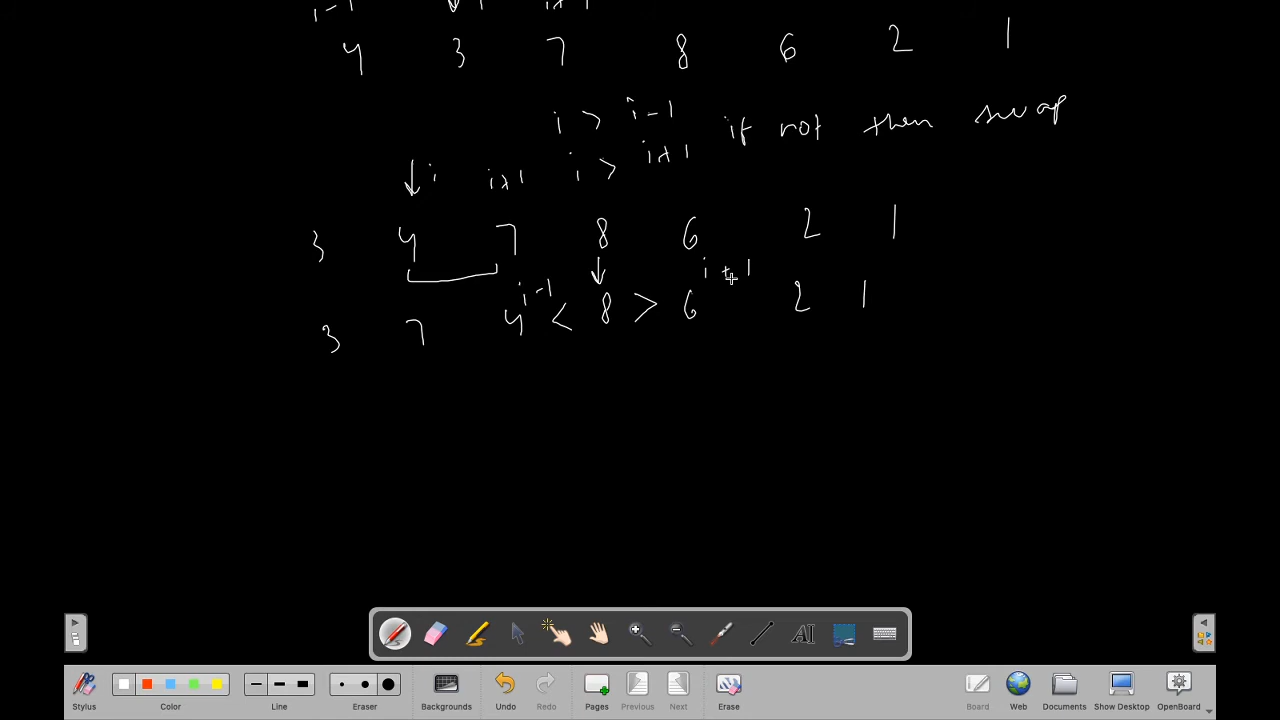 i-1 i i+1
4 3 7 8 6 2 1
i > i-1 if not then swap
i i+1 i > i+1
3 4 7 8 6 2 1
i-1 i+1
3 7 4 < 8 > 6 2 1
Stylus Color Line Eraser Backgrounds Undo Redo Pages Previous Next Erase Board Web Documents Show Desktop OpenBoard